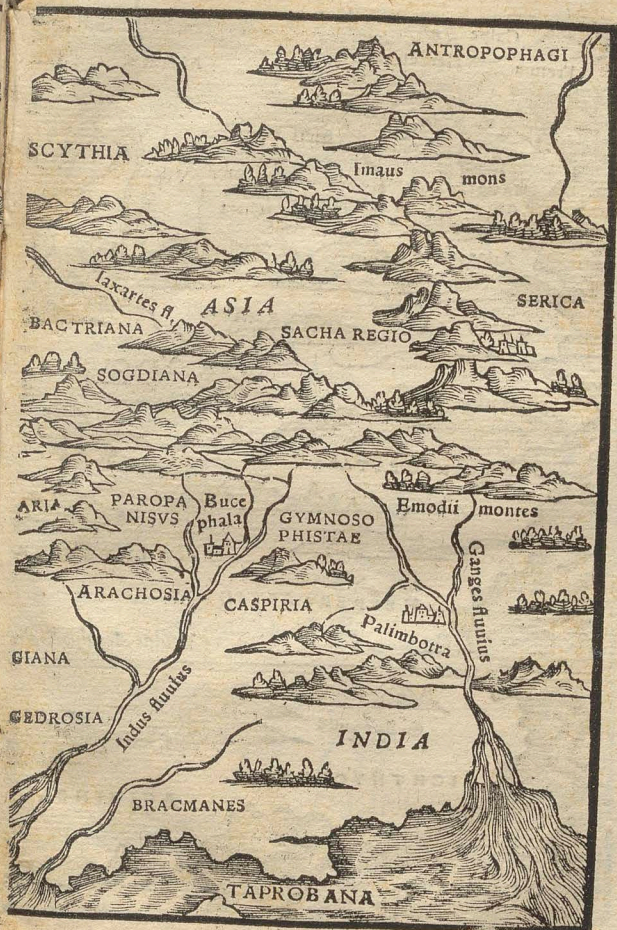 ANTROPOPHAGI
SCYTHIA
Imaus mons
Iaxartes fl.
ASIA
SERICA
BACTRIANA
SACHA REGIO
SOGDIANA
ARIA
PAROPA
NISVS
Buce
phala
GYMNOSO
PHISTAE
Emodii montes
Ganges fluuius
ARACHOSIA
CASPIRIA
Palimbotra
GIANA
GEDROSIA
Indus fluuius
INDIA
BRACMANES
TAPROBANA